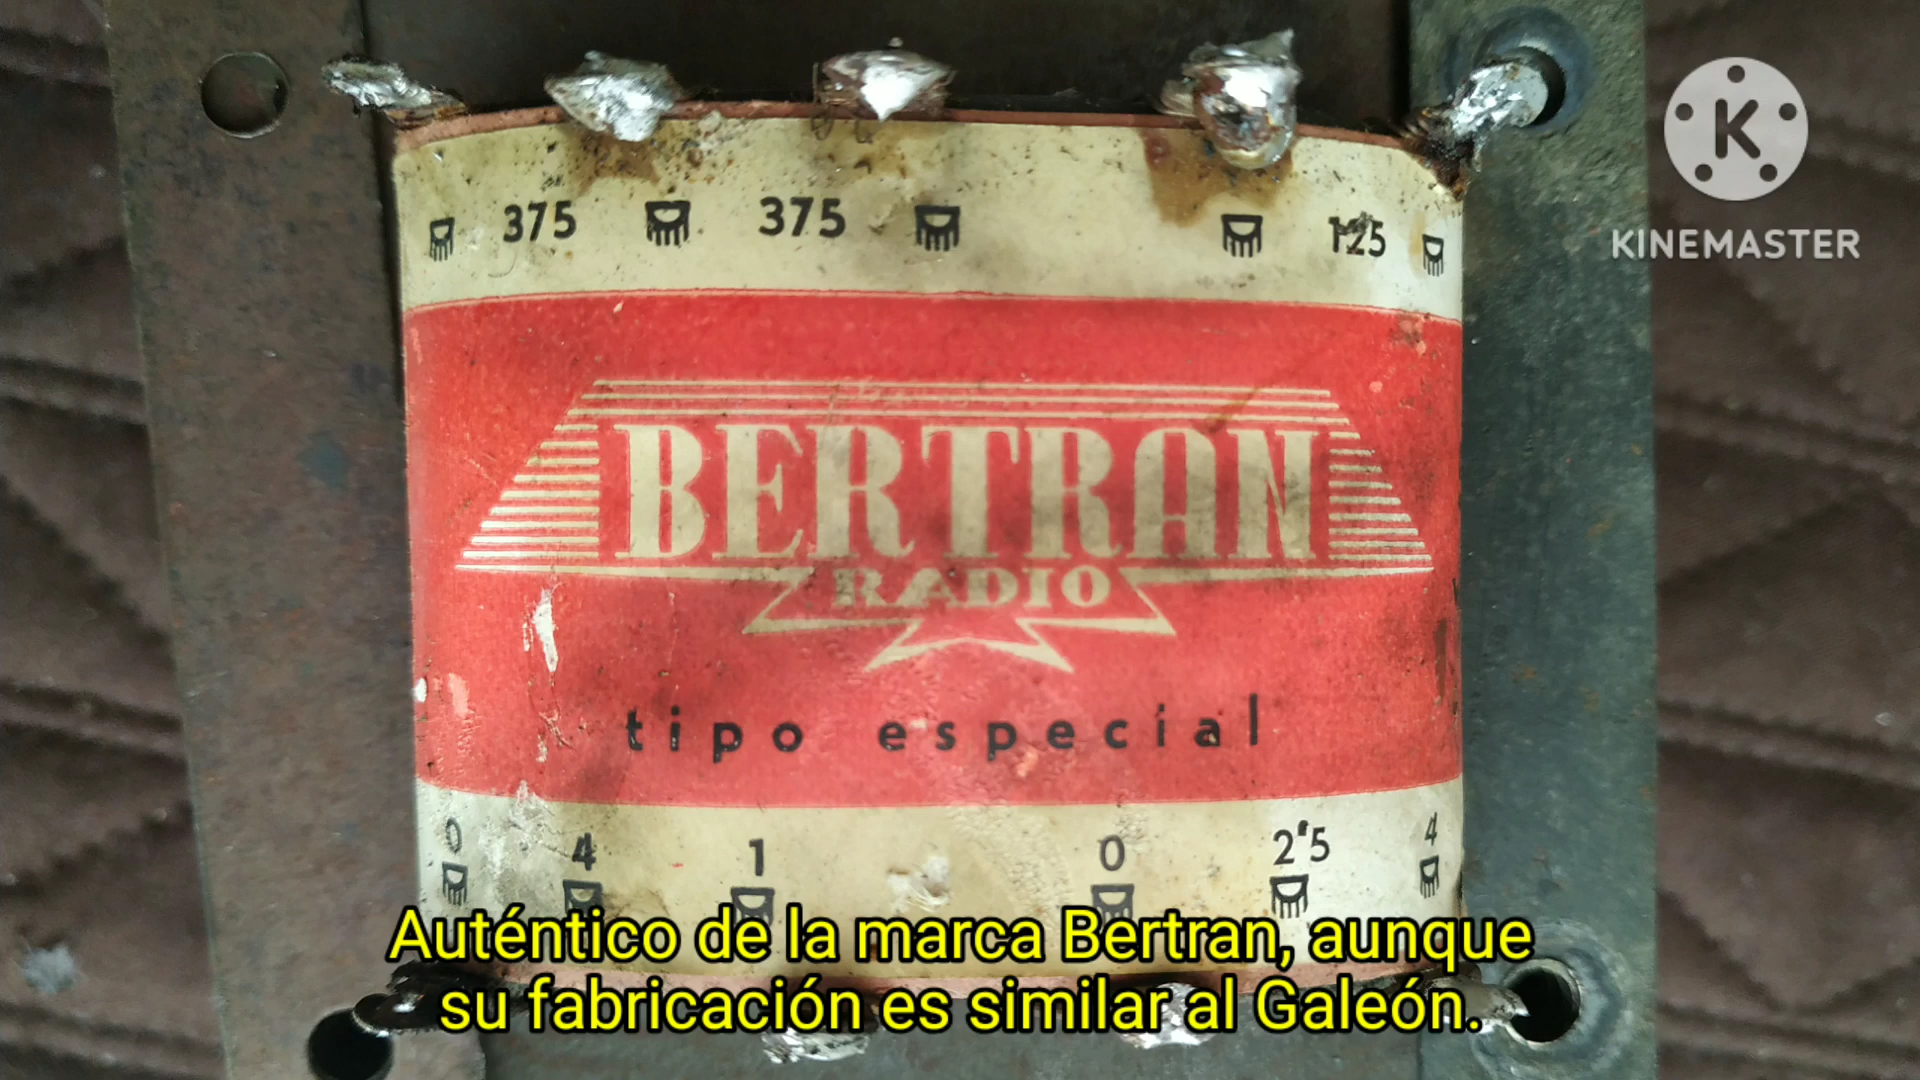 375 375 125
K
KINEMASTER
BERTRAN
RADIO
tipo especial
0 4 1 0 2'5 4
Auténtico de la marca Bertran, aunque
su fabricación es similar al Galeón.